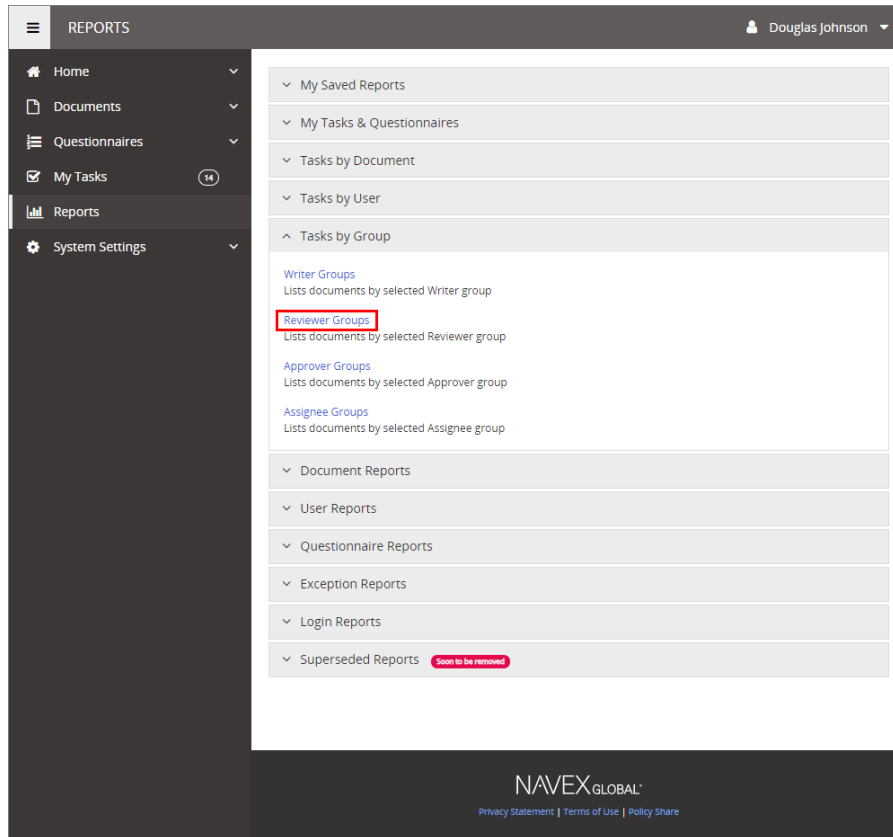 REPORTS
Douglas Johnson
Home
Documents
Questionnaires
My Tasks 14
Reports
System Settings
My Saved Reports
My Tasks & Questionnaires
Tasks by Document
Tasks by User
Tasks by Group
Writer Groups
Lists documents by selected Writer group
Reviewer Groups
Lists documents by selected Reviewer group
Approver Groups
Lists documents by selected Approver group
Assignee Groups
Lists documents by selected Assignee group
Document Reports
User Reports
Questionnaire Reports
Exception Reports
Login Reports
Superseded Reports Soon to be removed
NAVEX GLOBAL
Privacy Statement | Terms of Use | Policy Share